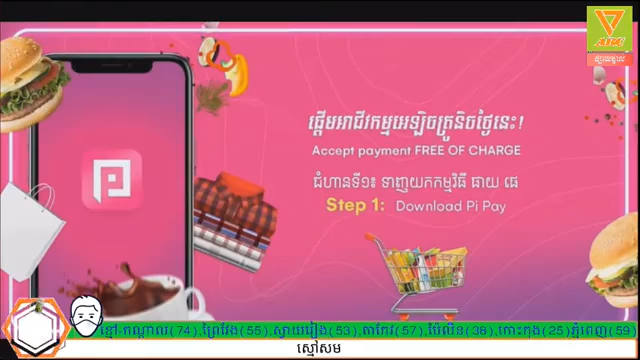 ផ្តើមអាជីវកម្មអេឡិចត្រូនិចថ្ងៃនេះ!
Accept payment FREE OF CHARGE
ជំហានទី១៖ ទាញយកកម្មវិធី ផាយ ផេ
Step 1: Download Pi Pay
ខ្មៅ-កណ្តាល(74),ព្រៃវែង(55),ស្វាយរៀង(53),តាកែវ(57),ប៉ៃលិន(38),កោះកុង(25)ភ្នំពេញ(59)
ស្មៅសម